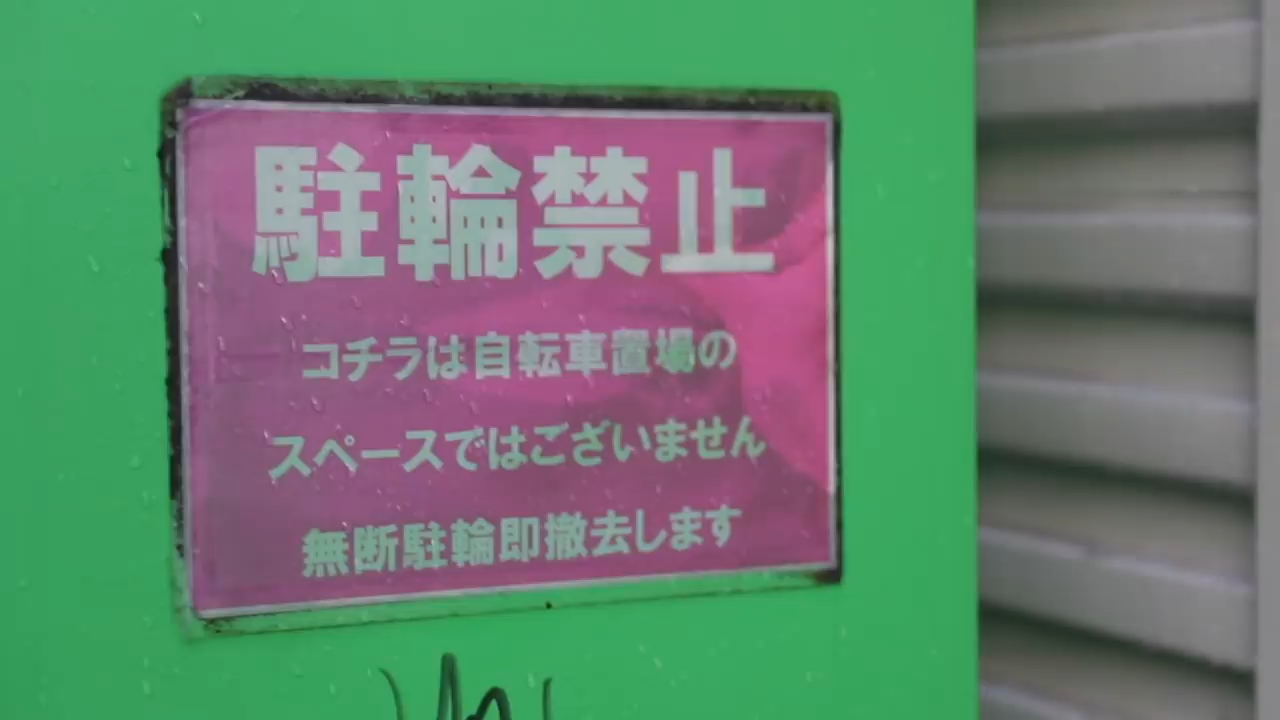 駐輪禁止
コチラは自転車置場の
スペースではございません
無断駐輪即撤去します